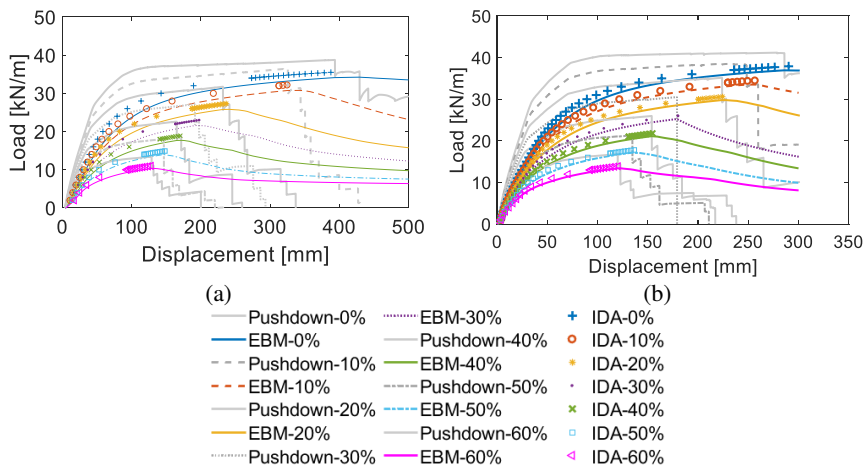 50
40
30
20
10
0
Load [kN/m]
0 100 200 300 400 500
Displacement [mm]
(a)
50
40
30
20
10
0
Load [kN/m]
0 50 100 150 200 250 300 350
Displacement [mm]
(b)
Pushdown-0% EBM-30% IDA-0%
EBM-0% Pushdown-40% IDA-10%
Pushdown-10% EBM-40% IDA-20%
EBM-10% Pushdown-50% IDA-30%
Pushdown-20% EBM-50% IDA-40%
EBM-20% Pushdown-60% IDA-50%
Pushdown-30% EBM-60% IDA-60%